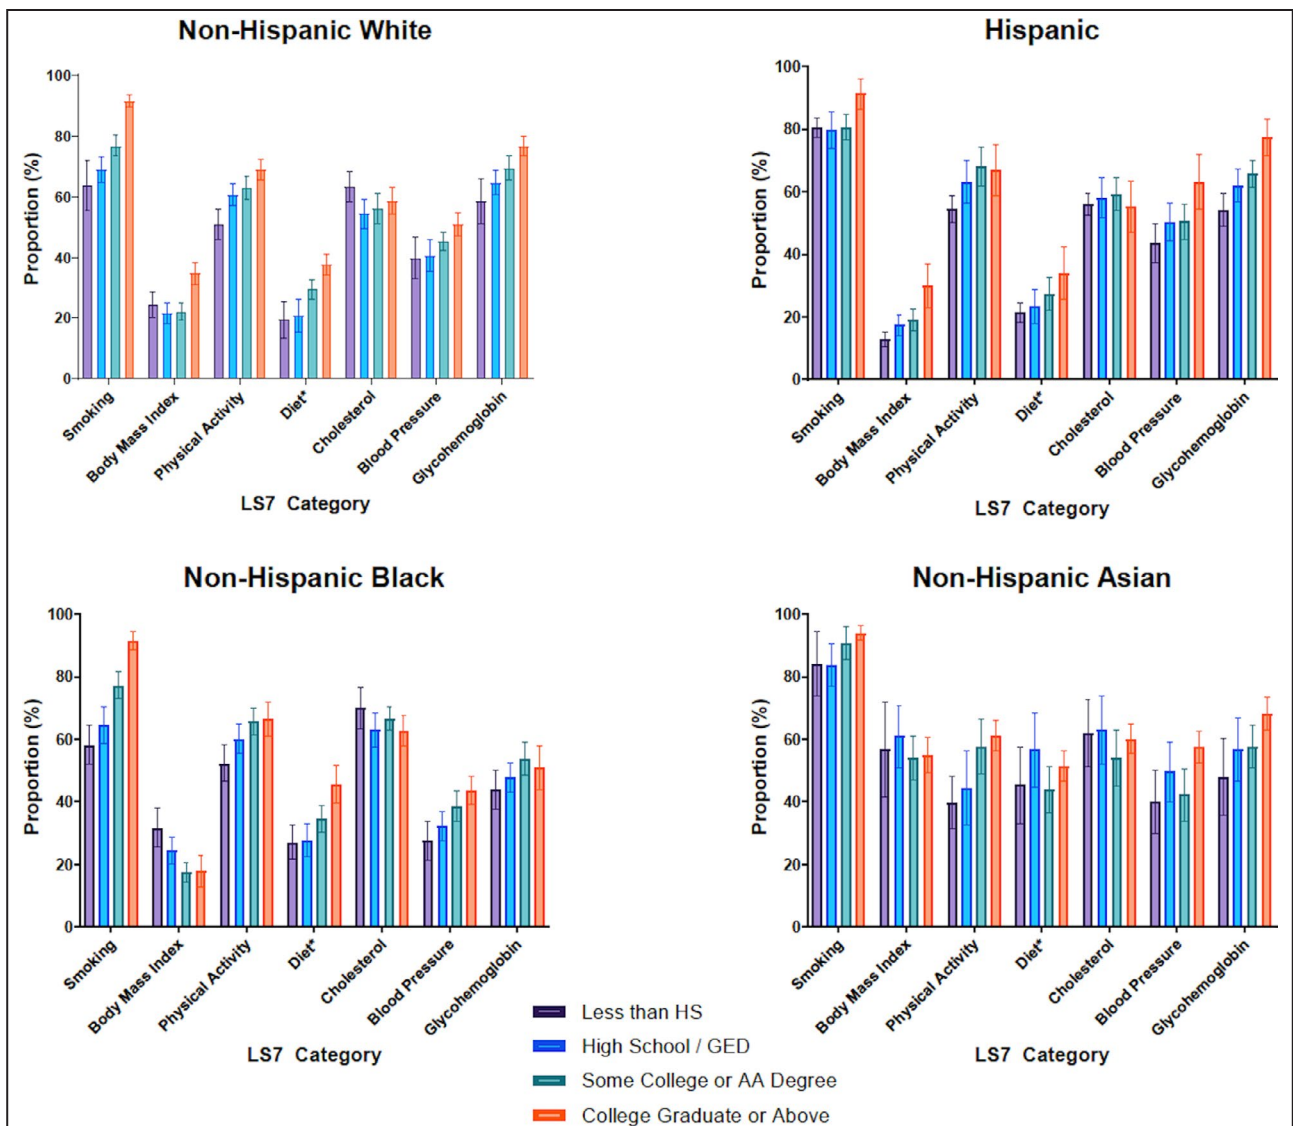 Non-Hispanic White
Proportion (%)
100
80
60
40
20
0
Smoking
Body Mass Index
Physical Activity
Diet*
Cholesterol
Blood Pressure
Glycohemoglobin
LS7 Category
Hispanic
Proportion (%)
100
80
60
40
20
0
Smoking
Body Mass Index
Physical Activity
Diet*
Cholesterol
Blood Pressure
Glycohemoglobin
LS7 Category
Non-Hispanic Black
Proportion (%)
100
80
60
40
20
0
Smoking
Body Mass Index
Physical Activity
Diet*
Cholesterol
Blood Pressure
Glycohemoglobin
LS7 Category
Non-Hispanic Asian
Proportion (%)
100
80
60
40
20
0
Smoking
Body Mass Index
Physical Activity
Diet*
Cholesterol
Blood Pressure
Glycohemoglobin
LS7 Category
Less than HS
High School / GED
Some College or AA Degree
College Graduate or Above